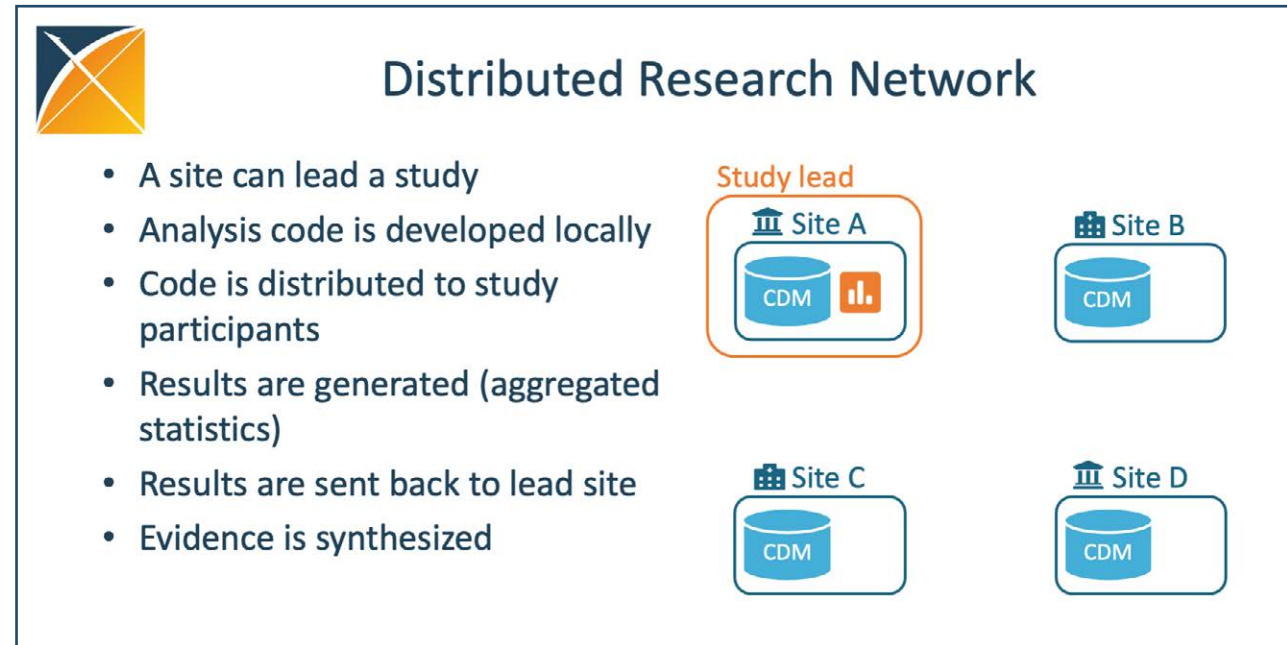 Distributed Research Network
• A site can lead a study
• Analysis code is developed locally
• Code is distributed to study
participants
• Results are generated (aggregated
statistics)
• Results are sent back to lead site
• Evidence is synthesized
Study lead
Site A
CDM
Site B
CDM
Site C
CDM
Site D
CDM